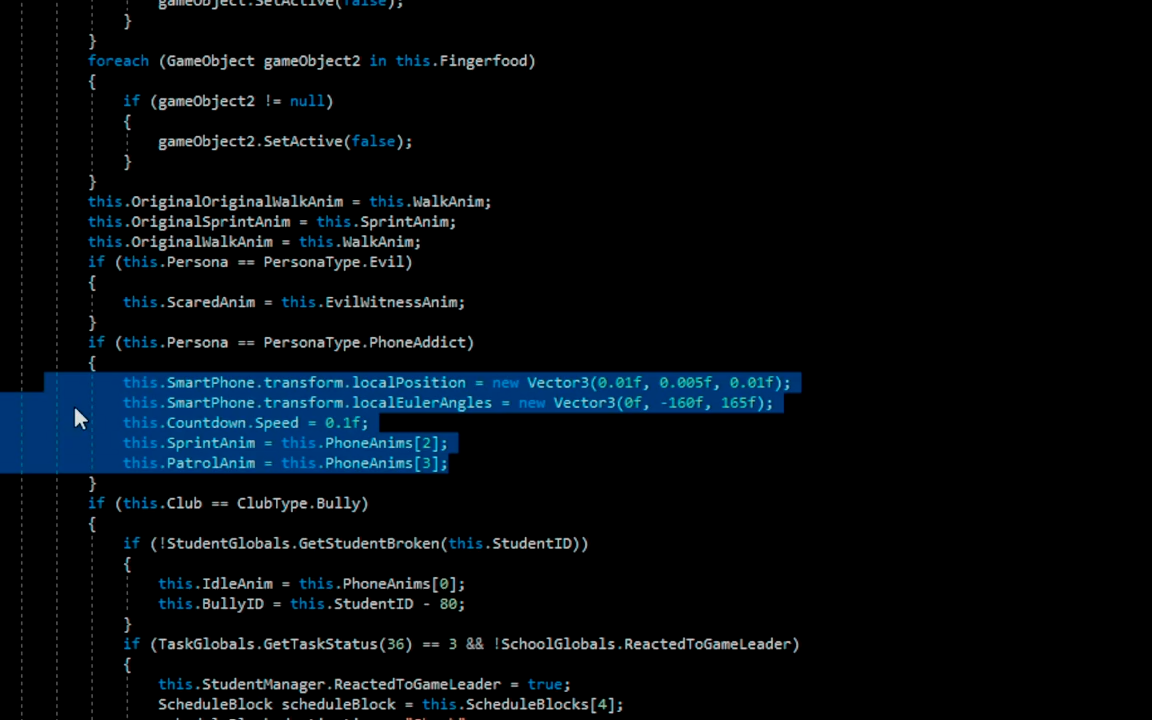 gameObject.SetActive(false);
}
}
foreach (GameObject gameObject2 in this.Fingerfood)
{
if (gameObject2 != null)
{
gameObject2.SetActive(false);
}
}
this.OriginalOriginalWalkAnim = this.WalkAnim;
this.OriginalSprintAnim = this.SprintAnim;
this.OriginalWalkAnim = this.WalkAnim;
if (this.Persona == PersonaType.Evil)
{
this.ScaredAnim = this.EvilWitnessAnim;
}
if (this.Persona == PersonaType.PhoneAddict)
{
this.SmartPhone.transform.localPosition = new Vector3(0.01f, 0.005f, 0.01f);
this.SmartPhone.transform.localEulerAngles = new Vector3(0f, -160f, 165f);
this.Countdown.Speed = 0.1f;
this.SprintAnim = this.PhoneAnims[2];
this.PatrolAnim = this.PhoneAnims[3];
}
if (this.Club == ClubType.Bully)
{
if (!StudentGlobals.GetStudentBroken(this.StudentID))
{
this.IdleAnim = this.PhoneAnims[0];
this.BullyID = this.StudentID - 80;
}
if (TaskGlobals.GetTaskStatus(36) == 3 && !SchoolGlobals.ReactedToGameLeader)
{
this.StudentManager.ReactedToGameLeader = true;
ScheduleBlock scheduleBlock = this.ScheduleBlocks[4];